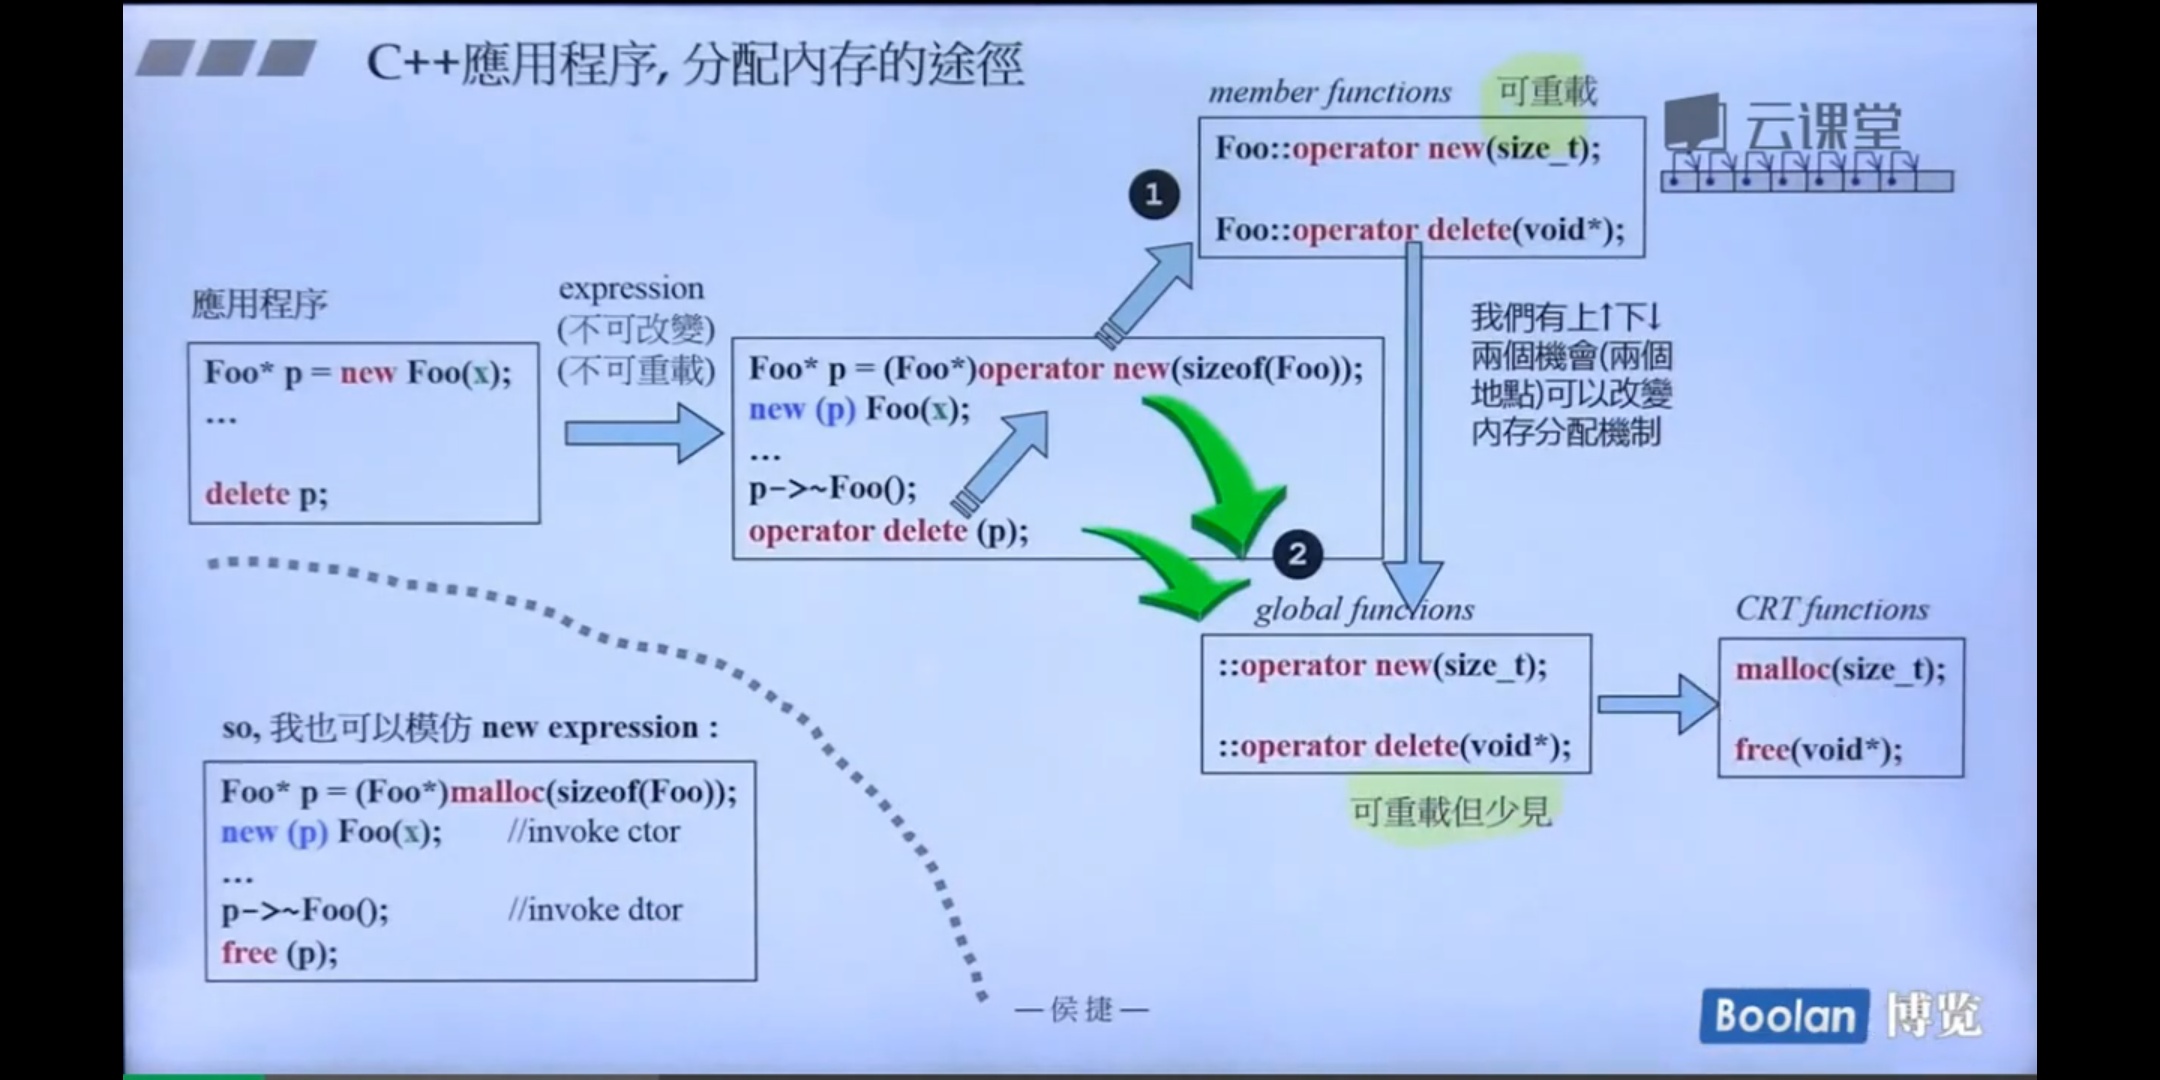 C++應用程序, 分配內存的途徑
member functions 可重載
云课堂
Foo::operator new(size_t);
Foo::operator delete(void*);
1
應用程序
Foo* p = new Foo(x);
...
delete p;
expression
(不可改變)
(不可重載)
Foo* p = (Foo*)operator new(sizeof(Foo));
new (p) Foo(x);
...
p->~Foo();
operator delete (p);
我們有上↑下↓
兩個機會(兩個
地點)可以改變
內存分配機制
2
global functions
::operator new(size_t);
::operator delete(void*);
可重載但少見
CRT functions
malloc(size_t);
free(void*);
so, 我也可以模仿 new expression :
Foo* p = (Foo*)malloc(sizeof(Foo));
new (p) Foo(x); //invoke ctor
...
p->~Foo(); //invoke dtor
free (p);
—侯捷—
Boolan 博览